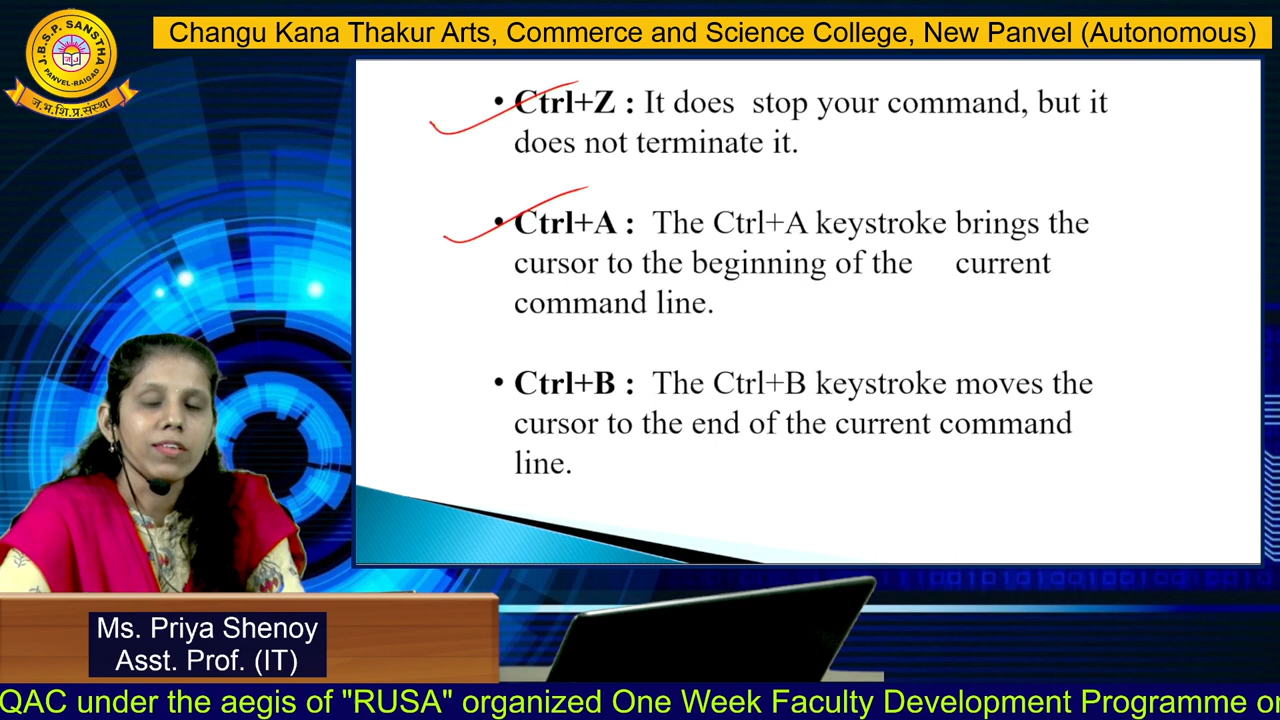 Changu Kana Thakur Arts, Commerce and Science College, New Panvel (Autonomous)
J.B.S.P. SANSTHA
PANVEL-RAIGAD
ज.भ.शि.प्र.संस्था
• Ctrl+Z : It does stop your command, but it
does not terminate it.
• Ctrl+A : The Ctrl+A keystroke brings the
cursor to the beginning of the current
command line.
• Ctrl+B : The Ctrl+B keystroke moves the
cursor to the end of the current command
line.
Ms. Priya Shenoy
Asst. Prof. (IT)
QAC under the aegis of "RUSA" organized One Week Faculty Development Programme on